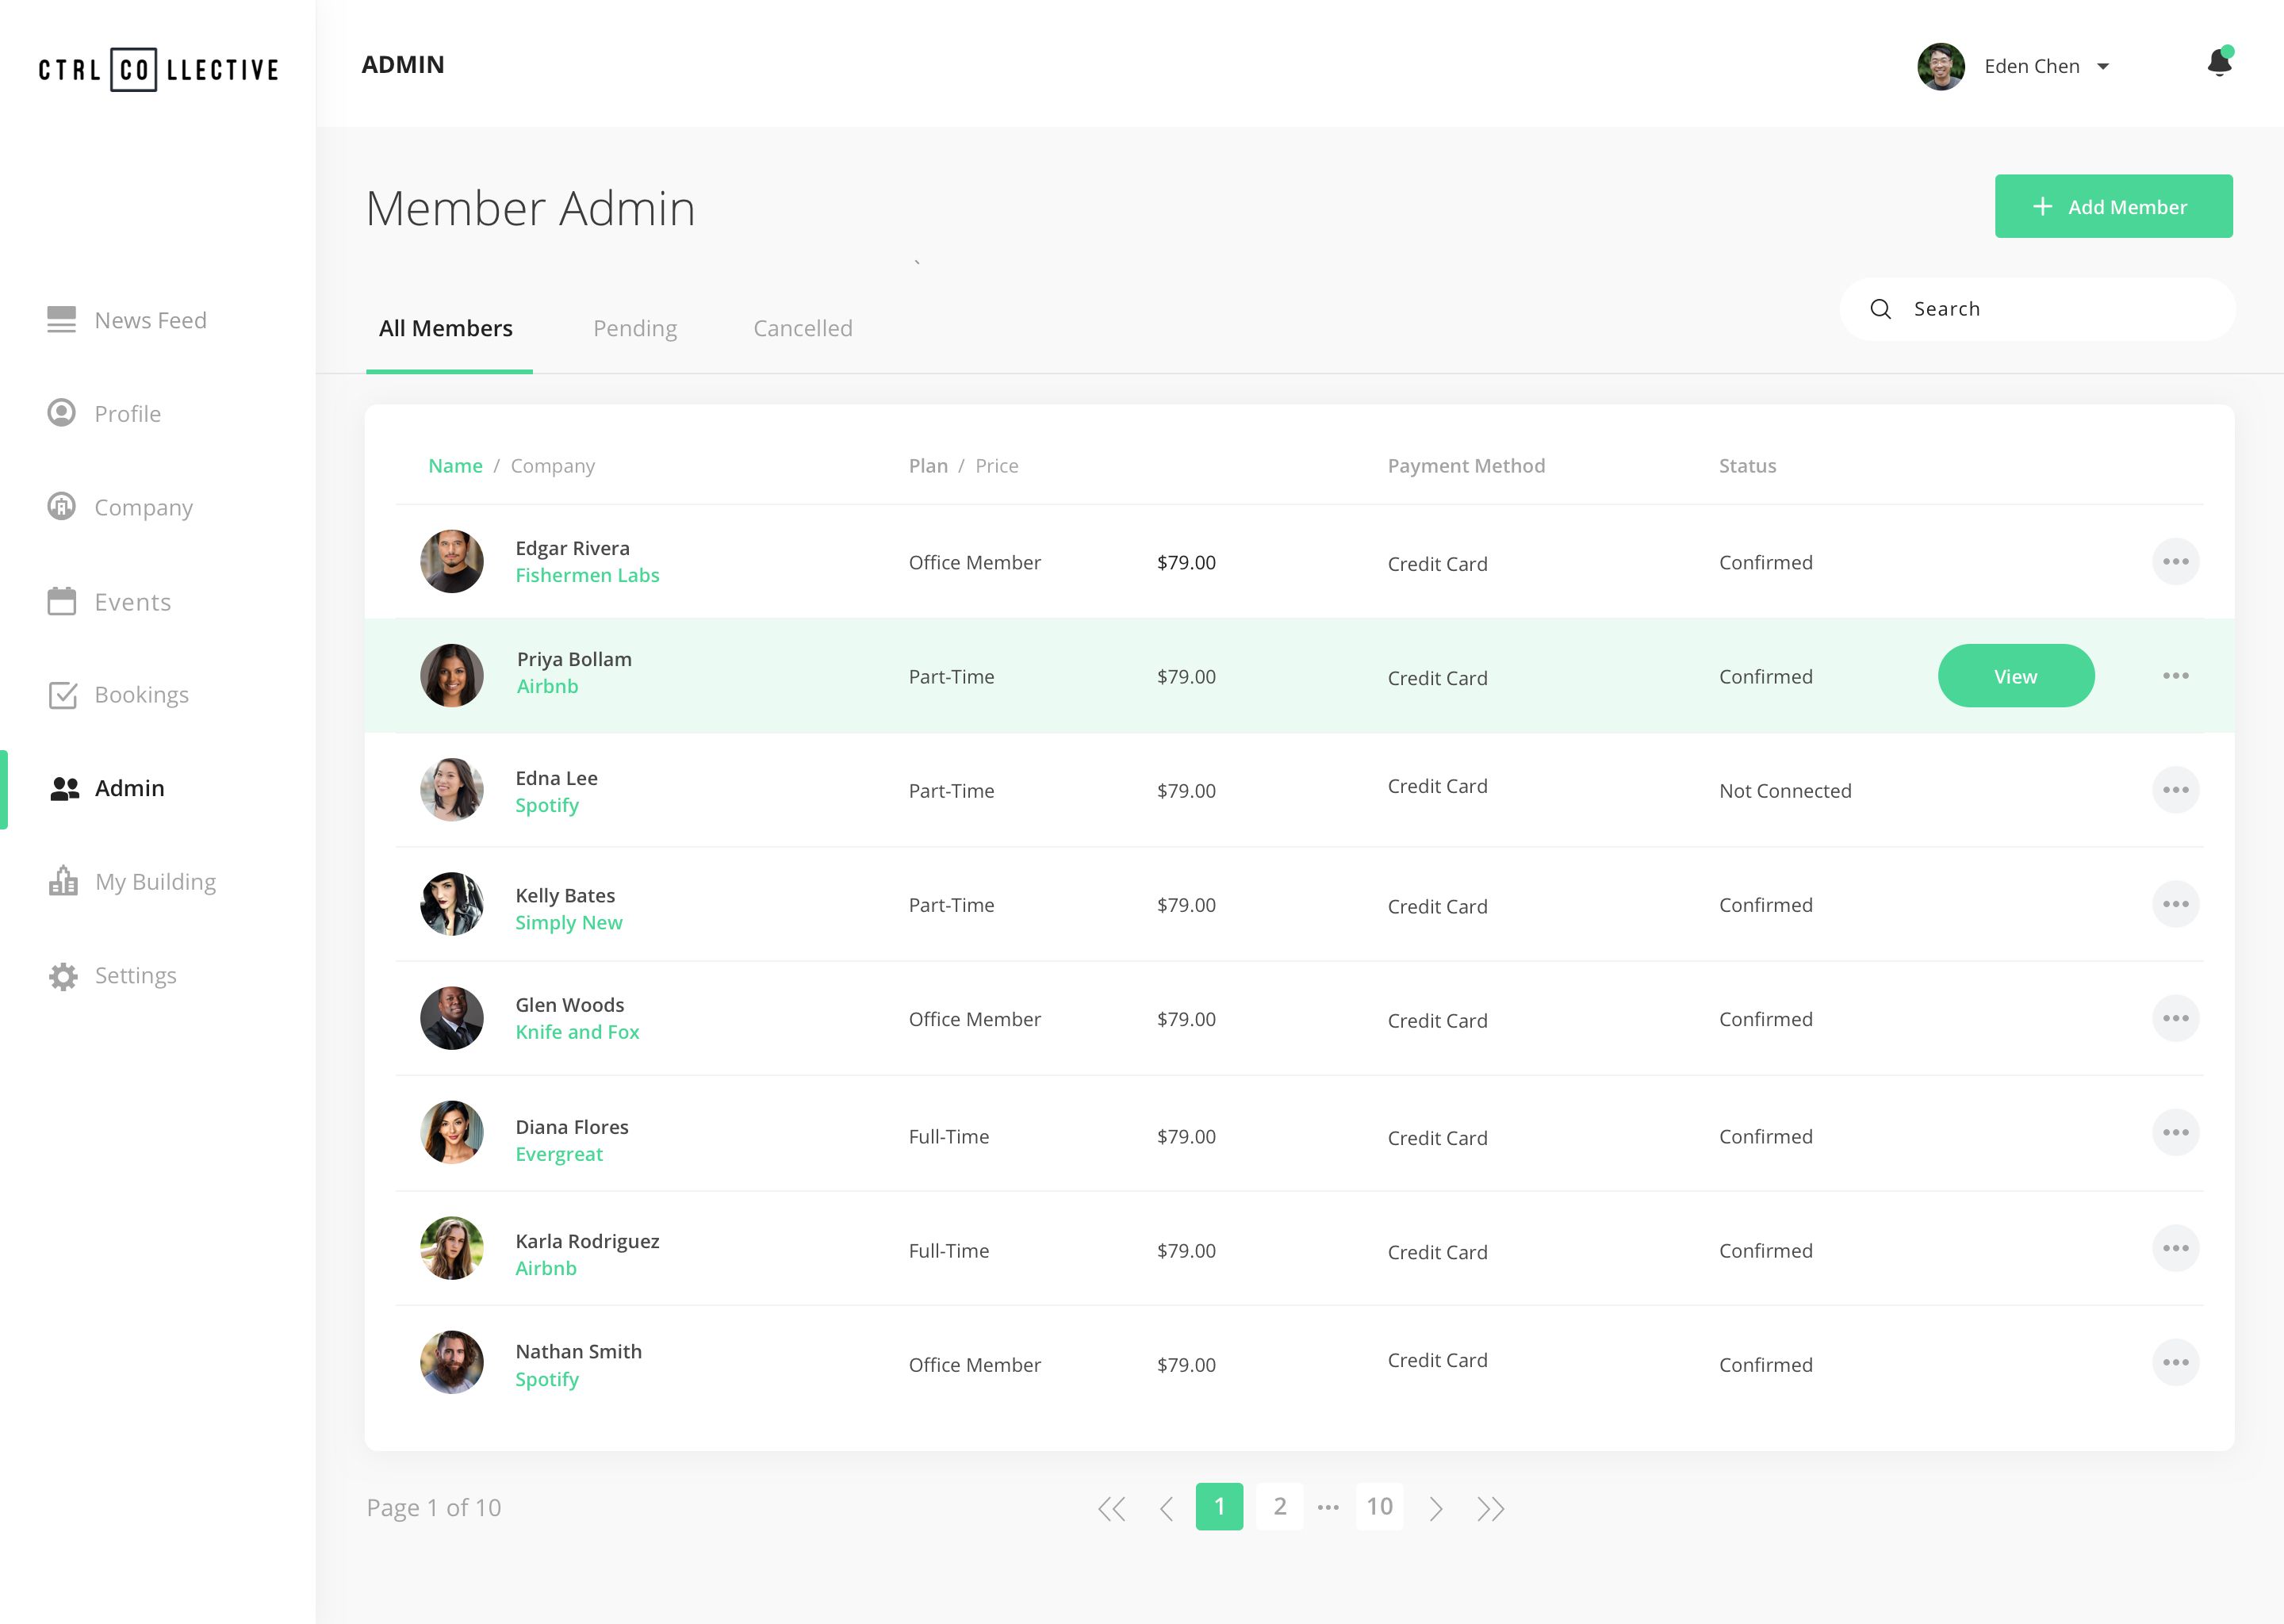 CTRL COLLECTIVE
ADMIN
Eden Chen
Member Admin
+ Add Member
`
All Members Pending Cancelled
Search
News Feed
Profile
Company
Events
Bookings
Admin
My Building
Settings
Name / Company Plan / Price Payment Method Status
Edgar Rivera
Fishermen Labs
Office Member $79.00 Credit Card Confirmed
Priya Bollam
Airbnb
Part-Time $79.00 Credit Card Confirmed View
Edna Lee
Spotify
Part-Time $79.00 Credit Card Not Connected
Kelly Bates
Simply New
Part-Time $79.00 Credit Card Confirmed
Glen Woods
Knife and Fox
Office Member $79.00 Credit Card Confirmed
Diana Flores
Evergreat
Full-Time $79.00 Credit Card Confirmed
Karla Rodriguez
Airbnb
Full-Time $79.00 Credit Card Confirmed
Nathan Smith
Spotify
Office Member $79.00 Credit Card Confirmed
Page 1 of 10
1 2 ... 10